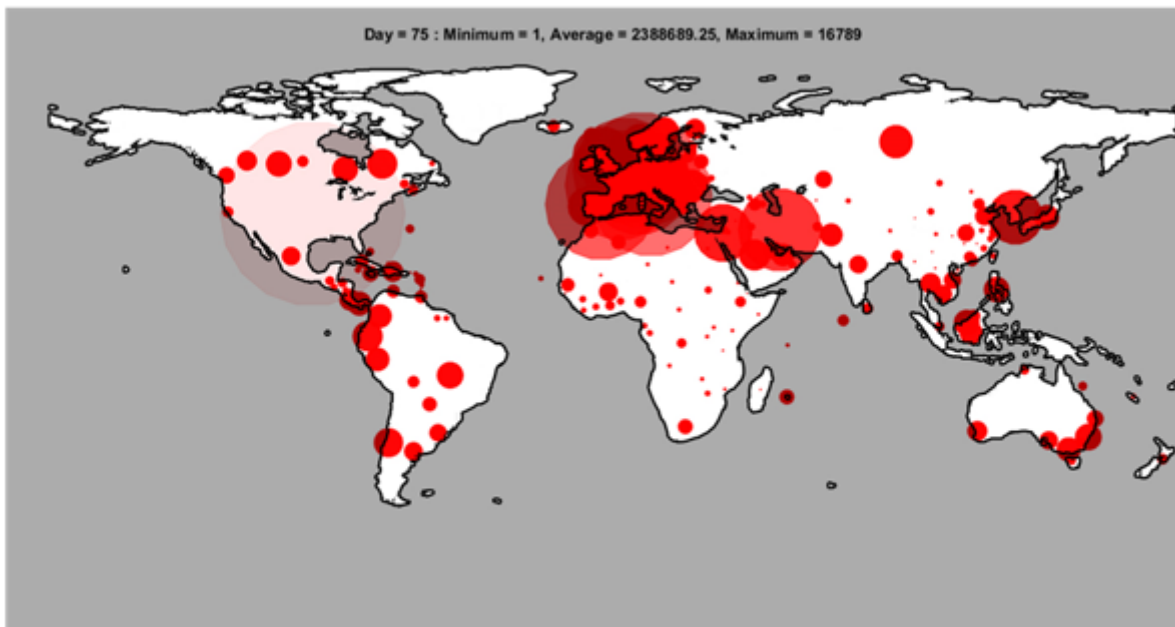 Day = 75 : Minimum = 1, Average = 2388689.25, Maximum = 16789